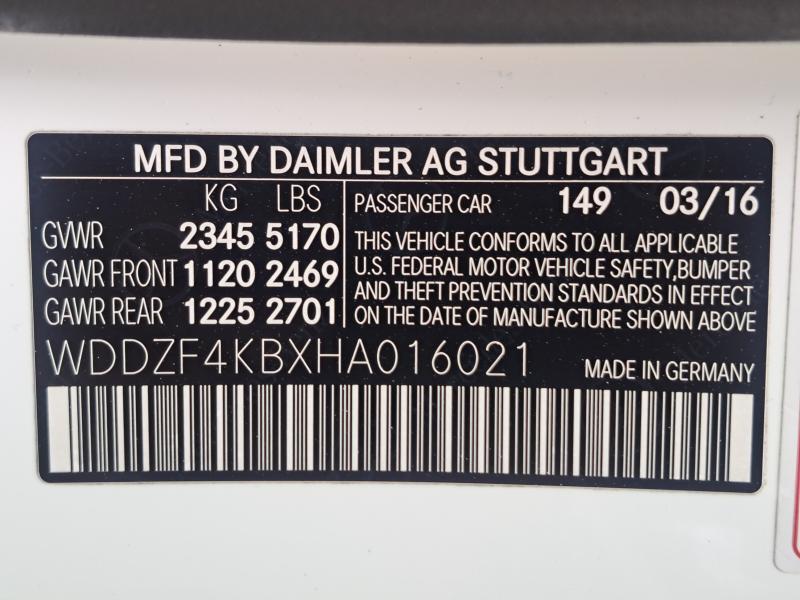 MFD BY DAIMLER AG STUTTGART
KG LBS
GVWR 2345 5170
GAWR FRONT 1120 2469
GAWR REAR 1225 2701
PASSENGER CAR 149 03/16
THIS VEHICLE CONFORMS TO ALL APPLICABLE
U.S. FEDERAL MOTOR VEHICLE SAFETY,BUMPER
AND THEFT PREVENTION STANDARDS IN EFFECT
ON THE DATE OF MANUFACTURE SHOWN ABOVE
WDDZF4KBXHA016021
MADE IN GERMANY